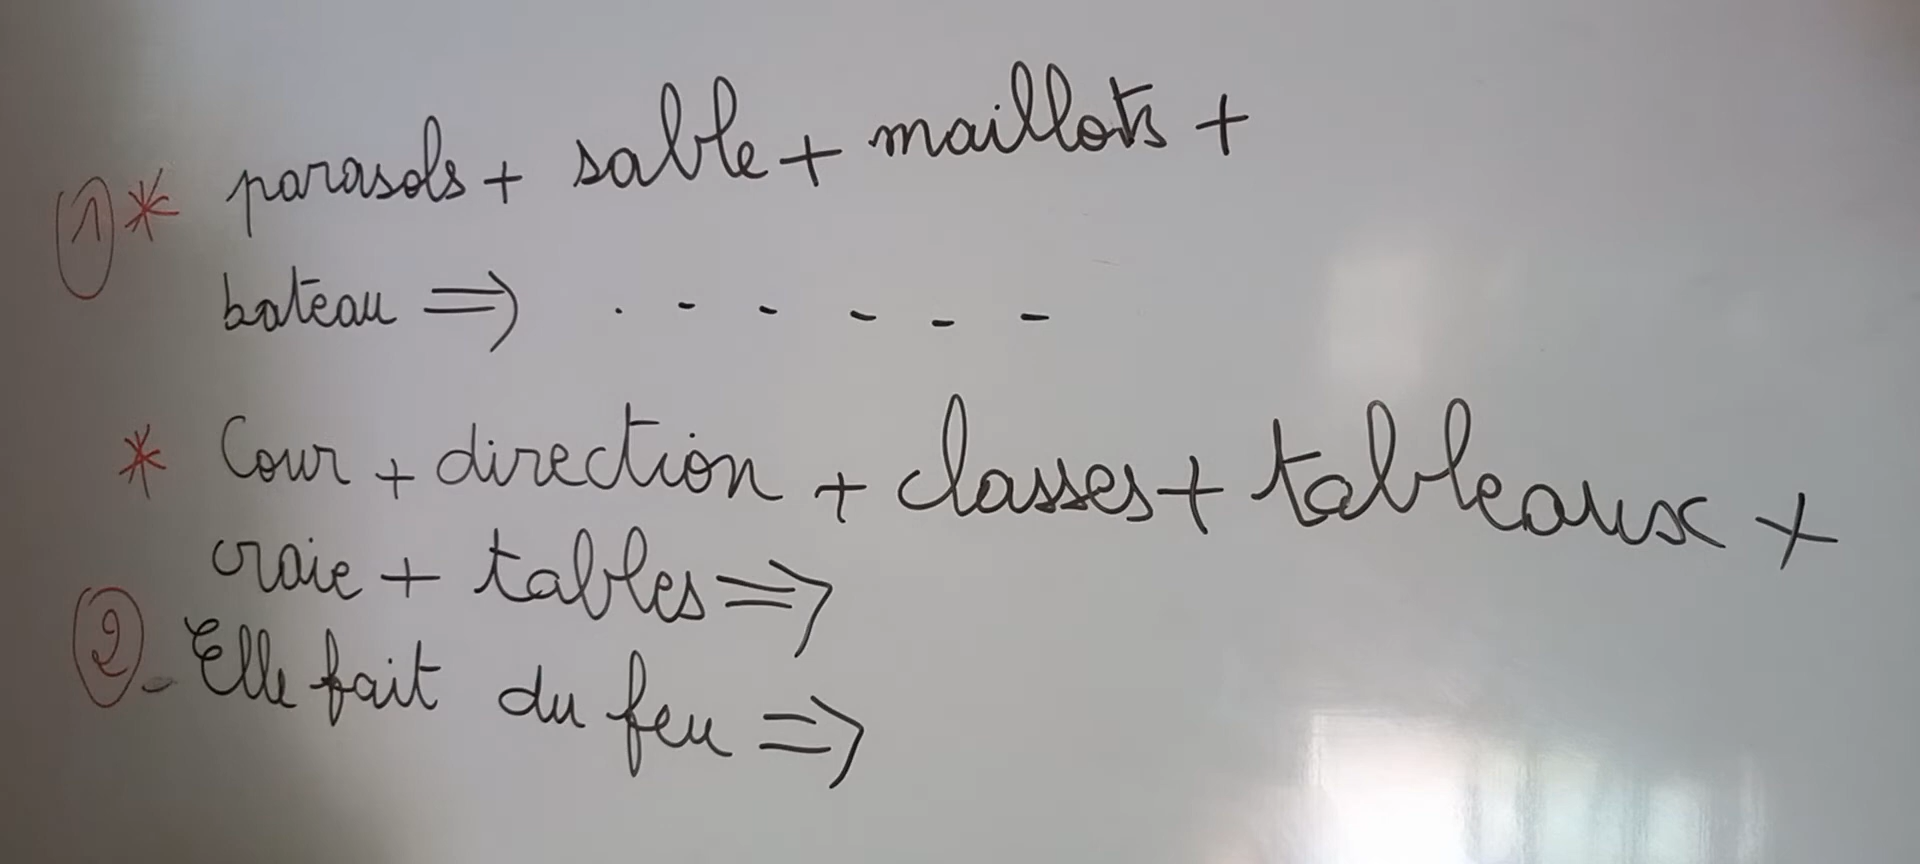 ① * parasols + sable + maillots +
bateau ⇒ . - - - - -
* Cour + direction + classes + tableaux +
craie + tables ⇒
② - Elle fait du feu ⇒